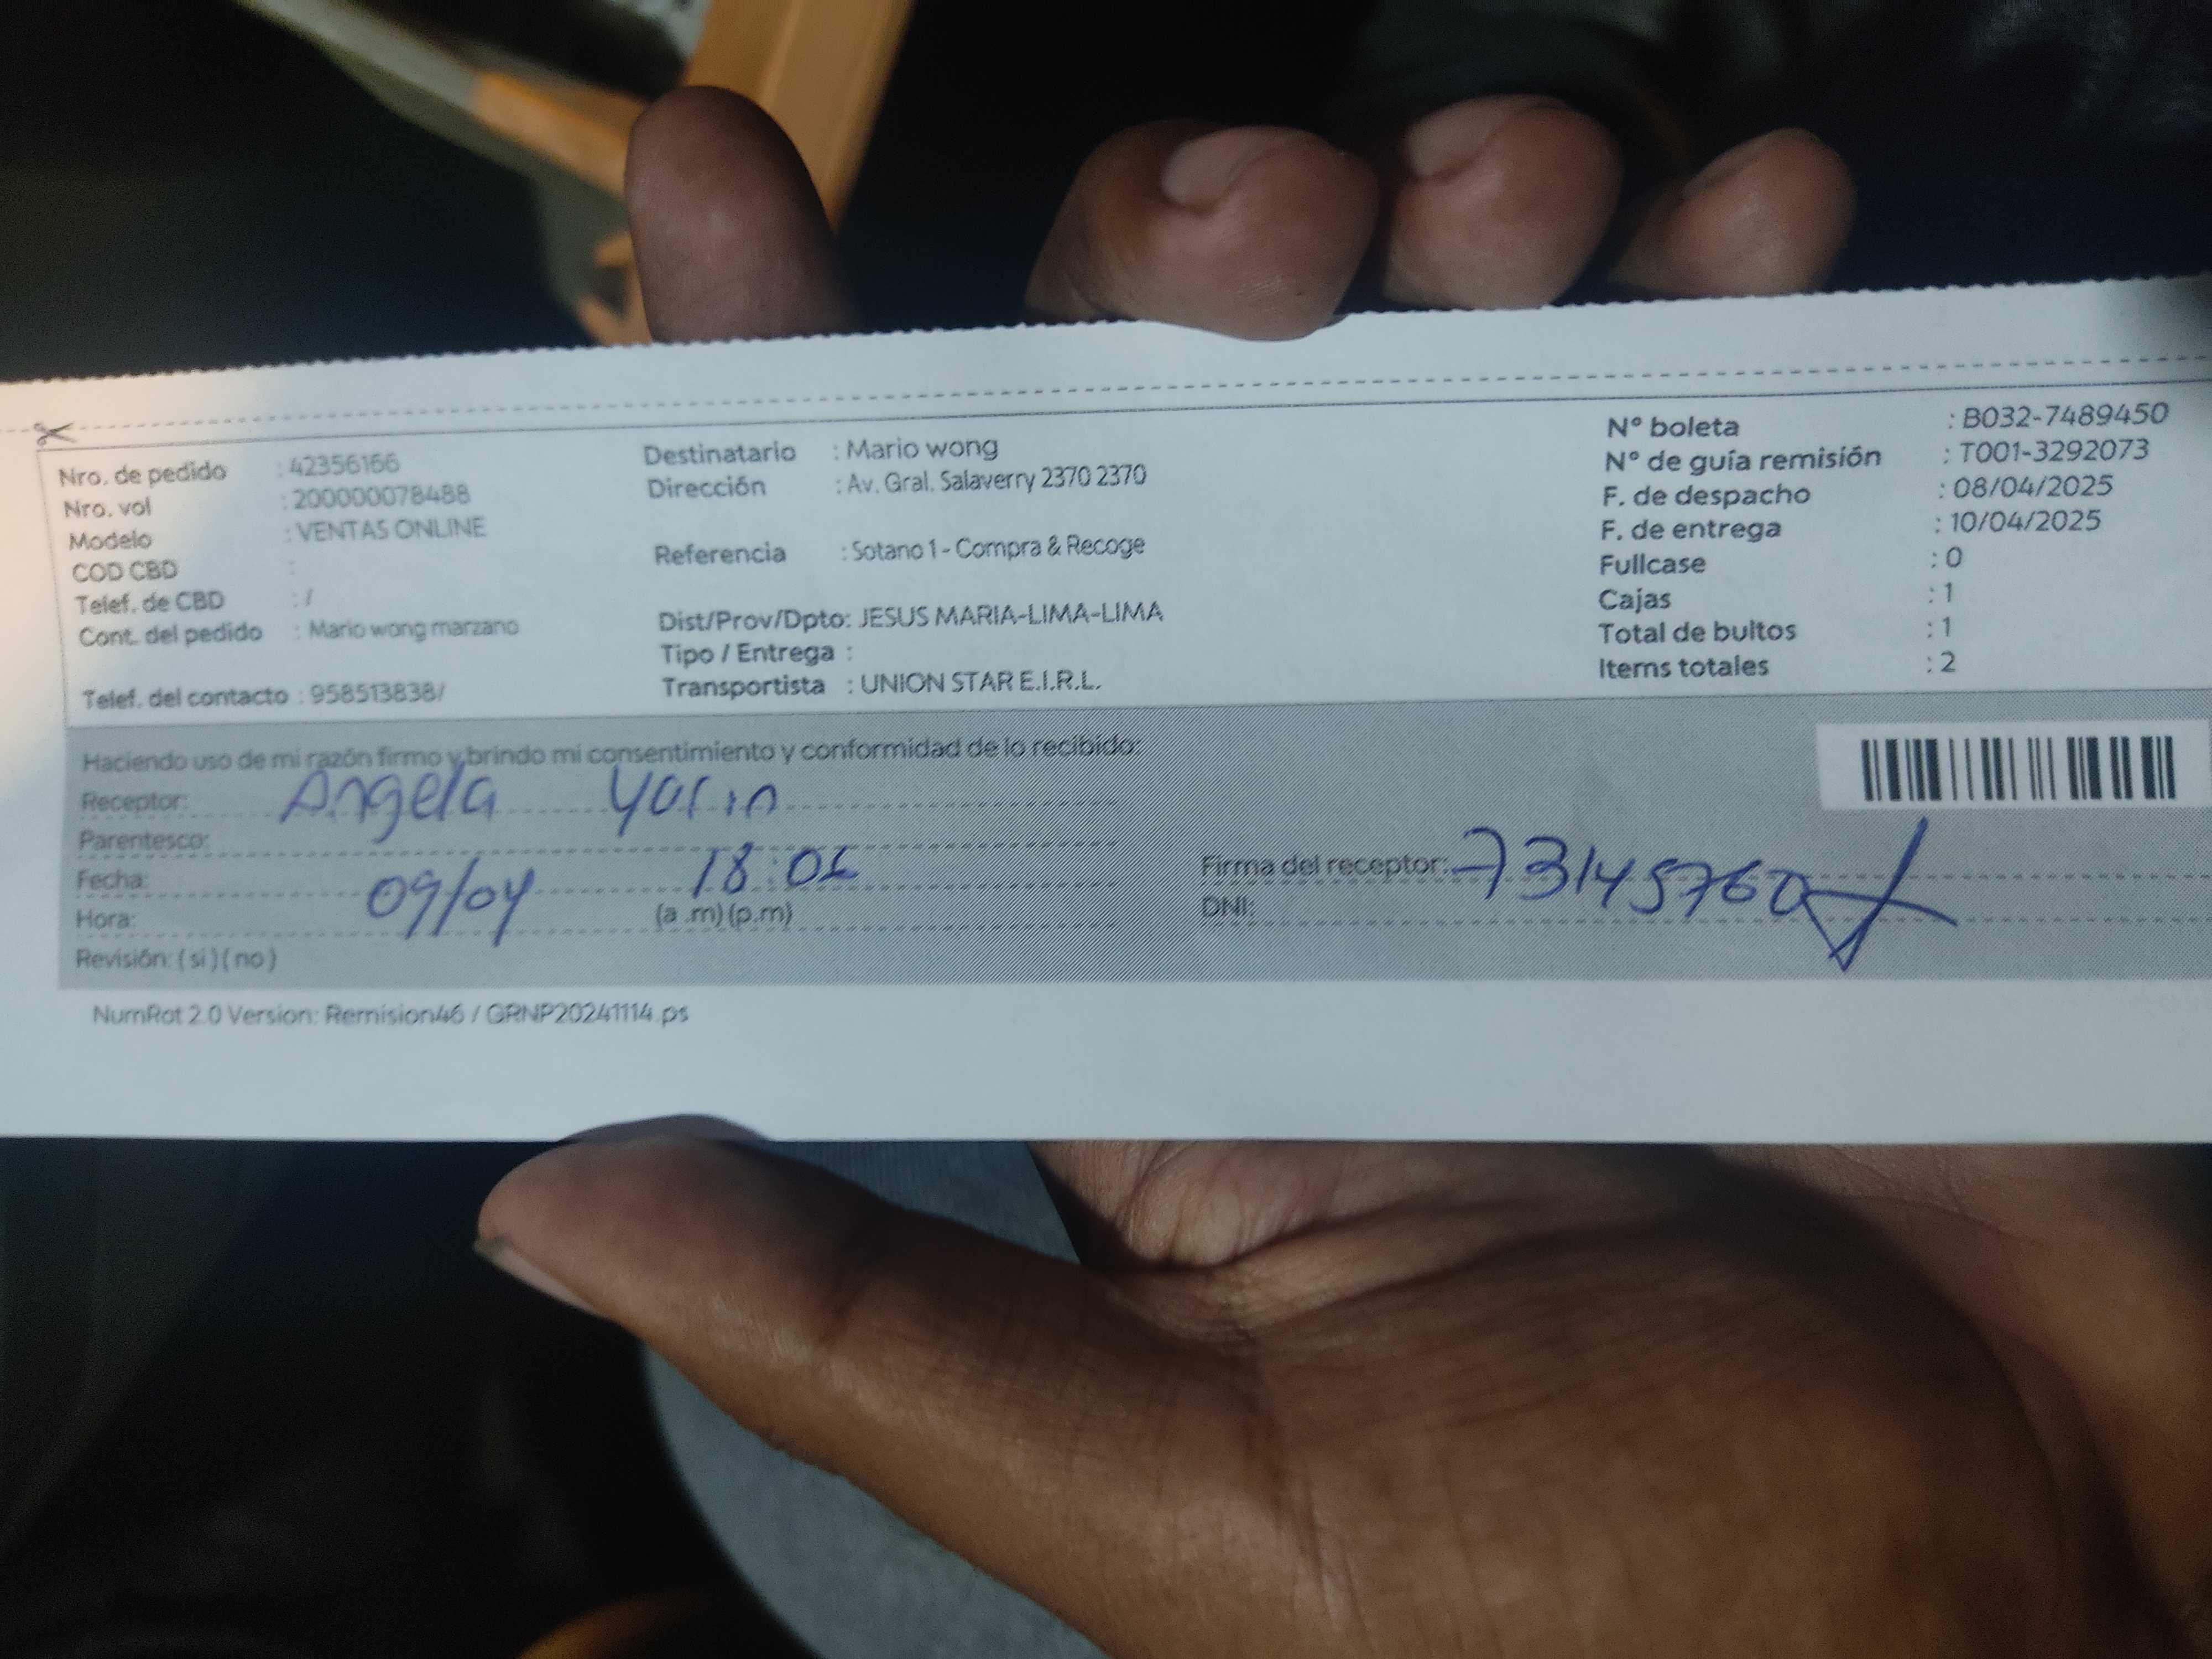 Nro. de pedido : 42356166
Nro. vol : 200000078488
Modelo : VENTAS ONLINE
COD CBD :
Telef. de CBD : /
Cont. del pedido : Mario wong marzano
Telef. del contacto : 958513838/
Destinatario : Mario wong
Dirección : Av. Gral. Salaverry 2370 2370
Referencia : Sotano 1 - Compra & Recoge
Dist/Prov/Dpto: JESUS MARIA-LIMA-LIMA
Tipo / Entrega :
Transportista : UNION STAR E.I.R.L.
N° boleta : B032-7489450
N° de guía remisión : T001-3292073
F. de despacho : 08/04/2025
F. de entrega : 10/04/2025
Fullcase : 0
Cajas : 1
Total de bultos : 1
Items totales : 2
Haciendo uso de mi razón firmo y brindo mi consentimiento y conformidad de lo recibido:
Receptor: Angela
Parentesco:
Fecha: 09/04
Hora: (a .m) (p.m)
Revisión: ( si ) ( no )
Firma del receptor: 73145760
DNI:
NumRot 2.0 Version: Remision46 / GRNP20241114.ps